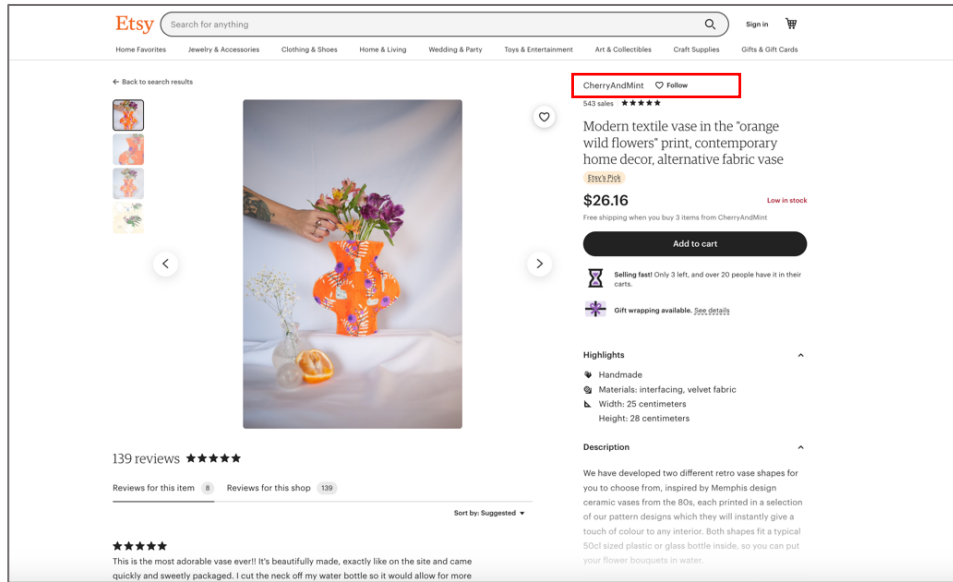 Etsy
Search for anything
Sign in
Home Favorites
Jewelry & Accessories
Clothing & Shoes
Home & Living
Wedding & Party
Toys & Entertainment
Art & Collectibles
Craft Supplies
Gifts & Gift Cards
← Back to search results
CherryAndMint
Follow
543 sales
Modern textile vase in the "orange
wild flowers" print, contemporary
home decor, alternative fabric vase
Etsy's Pick
$26.16
Low in stock
Free shipping when you buy 3 items from CherryAndMint
Add to cart
Selling fast! Only 3 left, and over 20 people have it in their
carts.
Gift wrapping available. See details
Highlights
Handmade
Materials: interfacing, velvet fabric
Width: 25 centimeters
Height: 28 centimeters
Description
We have developed two different retro vase shapes for
you to choose from, inspired by Memphis design
ceramic vases from the 80s, each printed in a selection
of our pattern designs which they will instantly give a
touch of colour to any interior. Both shapes fit a typical
50cl sized plastic or glass bottle inside, so you can put
your flower bouquets in water.
139 reviews ★★★★★
Reviews for this item 8
Reviews for this shop 139
Sort by: Suggested
★★★★★
This is the most adorable vase ever!! It's beautifully made, exactly like on the site and came
quickly and sweetly packaged. I cut the neck off my water bottle so it would allow for more